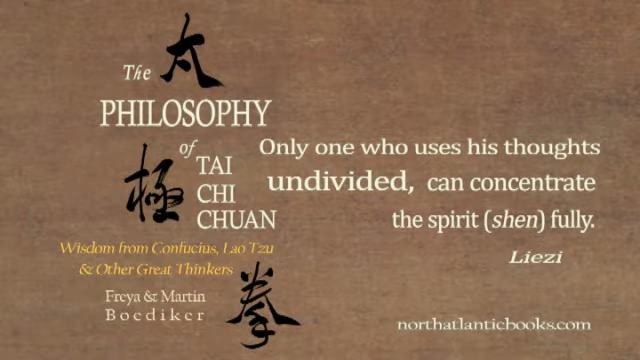 The 太
PHILOSOPHY
of
極 TAI
CHI
CHUAN
Wisdom from Confucius, Lao Tzu
& Other Great Thinkers
拳
Freya & Martin
Boediker
Only one who uses his thoughts
undivided, can concentrate
the spirit (shen) fully.
Liezi
northatlanticbooks.com